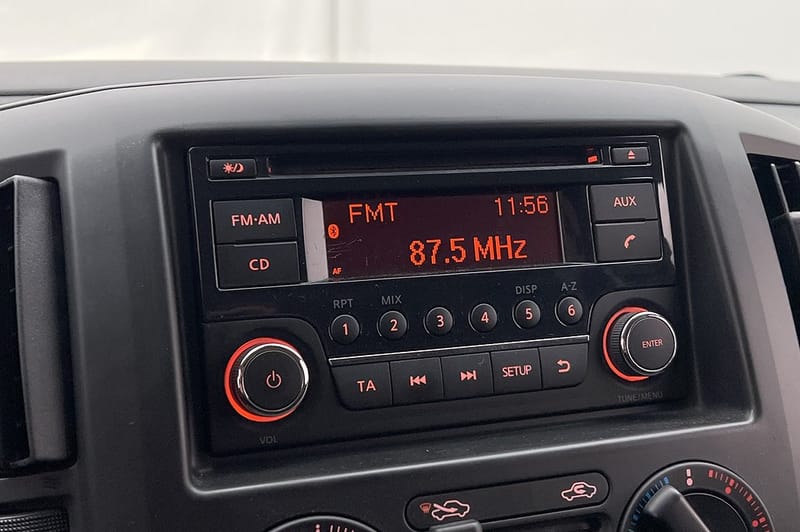 FM·AM
CD
FMT 11:56
87.5 MHz
AF
AUX
RPT MIX DISP A-Z
1 2 3 4 5 6
TA SETUP
ENTER
VOL
TUNE/MENU